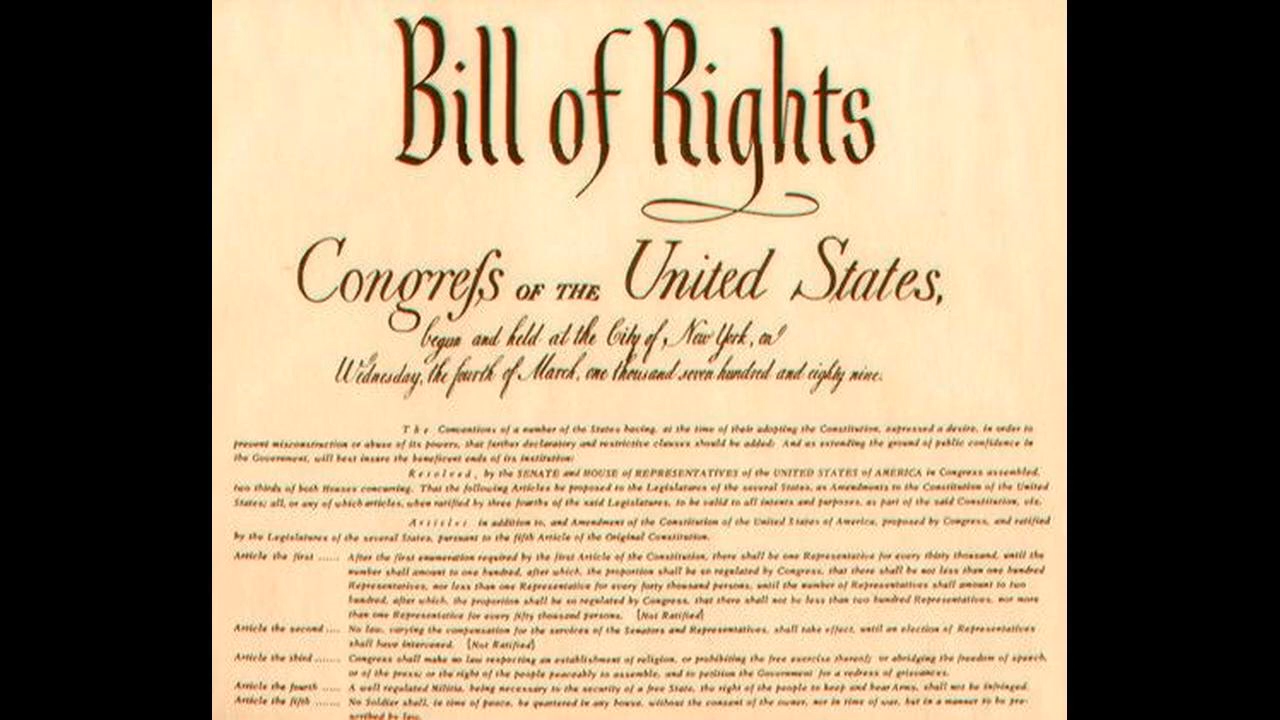 Bill of Rights
Congreſs OF THE United States,
begun and held at the City of New York, on
Wednesday, the fourth of March, one thousand seven hundred and eighty nine.
The Conventions of a number of the States having, at the time of their adopting the Constitution, expressed a desire, in order to
prevent misconstruction or abuse of its powers, that further declaratory and restrictive clauses should be added: And as extending the ground of public confidence in
the Government, will best insure the beneficent ends of its institution:
Resolved, by the SENATE and HOUSE of REPRESENTATIVES of the UNITED STATES of AMERICA in Congress assembled,
two thirds of both Houses concurring. That the following Articles be proposed to the Legislatures of the several States, as Amendments to the Constitution of the United
States; all, or any of which articles, when ratified by three fourths of the said Legislatures, to be valid to all intents and purposes, as part of the said Constitution, viz.
Articles in addition to, and Amendment of the Constitution of the United States of America, proposed by Congress, and ratified
by the Legislatures of the several States, pursuant to the fifth Article of the Original Constitution.
Article the first ...... After the first enumeration required by the first Article of the Constitution, there shall be one Representative for every thirty thousand, until the
number shall amount to one hundred, after which, the proportion shall be so regulated by Congress, that there shall be not less than one hundred
Representatives, nor less than one Representative for every forty thousand persons, until the number of Representatives shall amount to two
hundred, after which, the proportion shall be so regulated by Congress, that there shall not be less than two hundred Representatives, nor more
than one Representative for every fifty thousand persons. [Not Ratified]
Article the second .... No law, varying the compensation for the services of the Senators and Representatives, shall take effect, until an election of Representatives
shall have intervened. [Not Ratified]
Article the third ....... Congress shall make no law respecting an establishment of religion, or prohibiting the free exercise thereof; or abridging the freedom of speech,
or of the press; or the right of the people peaceably to assemble, and to petition the Government for a redress of grievances.
Article the fourth ..... A well regulated Militia, being necessary to the security of a free State, the right of the people to keep and bear Arms, shall not be infringed.
Article the fifth ....... No Soldier shall, in time of peace, be quartered in any house, without the consent of the owner, nor in time of war, but in a manner to be pre-
scribed by law.